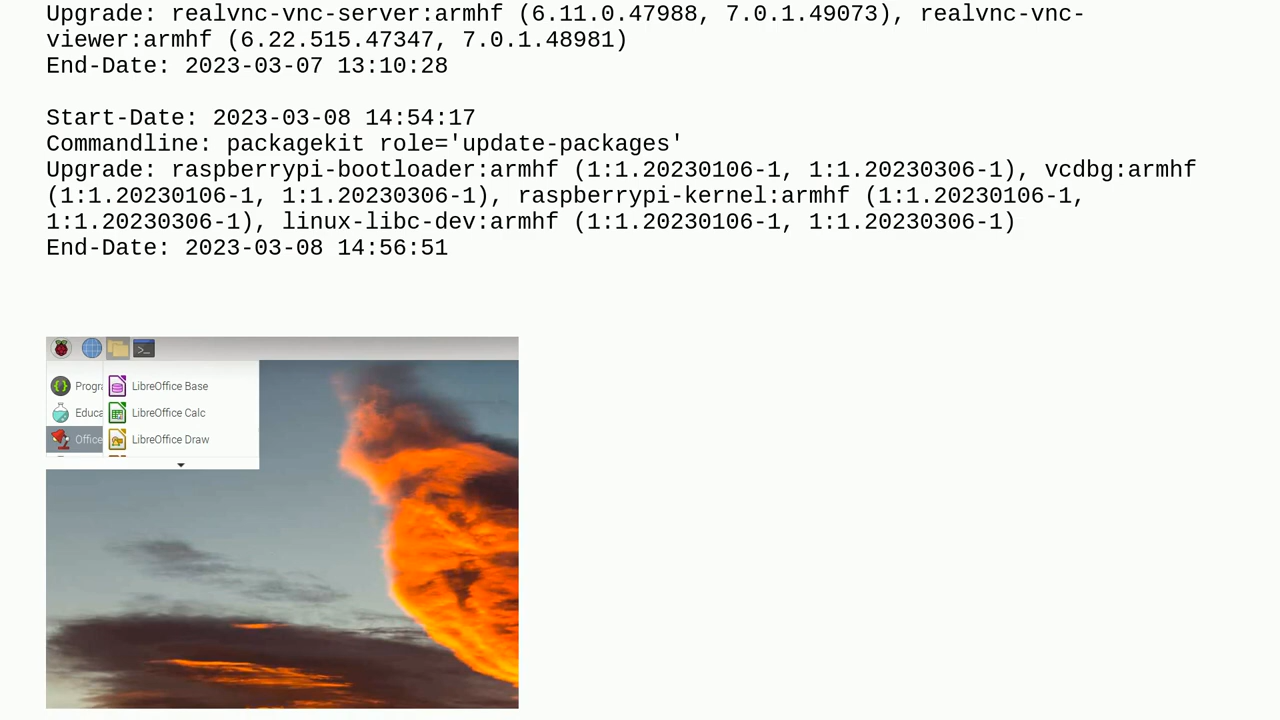 Upgrade: realvnc-vnc-server:armhf (6.11.0.47988, 7.0.1.49073), realvnc-vnc-
viewer:armhf (6.22.515.47347, 7.0.1.48981)
End-Date: 2023-03-07 13:10:28
Start-Date: 2023-03-08 14:54:17
Commandline: packagekit role='update-packages'
Upgrade: raspberrypi-bootloader:armhf (1:1.20230106-1, 1:1.20230306-1), vcdbg:armhf
(1:1.20230106-1, 1:1.20230306-1), raspberrypi-kernel:armhf (1:1.20230106-1,
1:1.20230306-1), linux-libc-dev:armhf (1:1.20230106-1, 1:1.20230306-1)
End-Date: 2023-03-08 14:56:51
Progra LibreOffice Base
Educa LibreOffice Calc
Office LibreOffice Draw